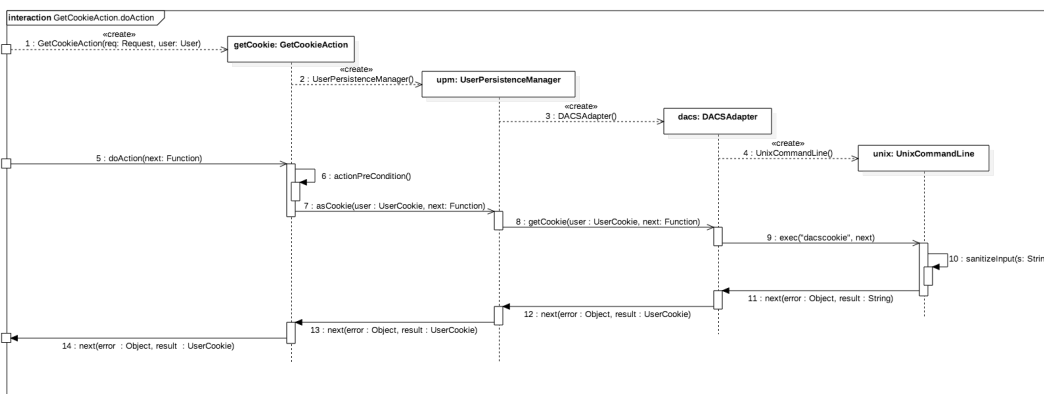 interaction GetCookieAction.doAction
«create»
1 : GetCookieAction(req: Request, user: User)
getCookie: GetCookieAction
«create»
2 : UserPersistenceManager()
upm: UserPersistenceManager
«create»
3 : DACSAdapter()
dacs: DACSAdapter
«create»
4 : UnixCommandLine()
unix: UnixCommandLine
5 : doAction(next: Function)
6 : actionPreCondition()
7 : asCookie(user : UserCookie, next: Function)
8 : getCookie(user : UserCookie, next: Function)
9 : exec("dacscookie", next)
10 : sanitizeInput(s: Strin
11 : next(error : Object, result : String)
12 : next(error : Object, result : UserCookie)
13 : next(error : Object, result : UserCookie)
14 : next(error : Object, result : UserCookie)